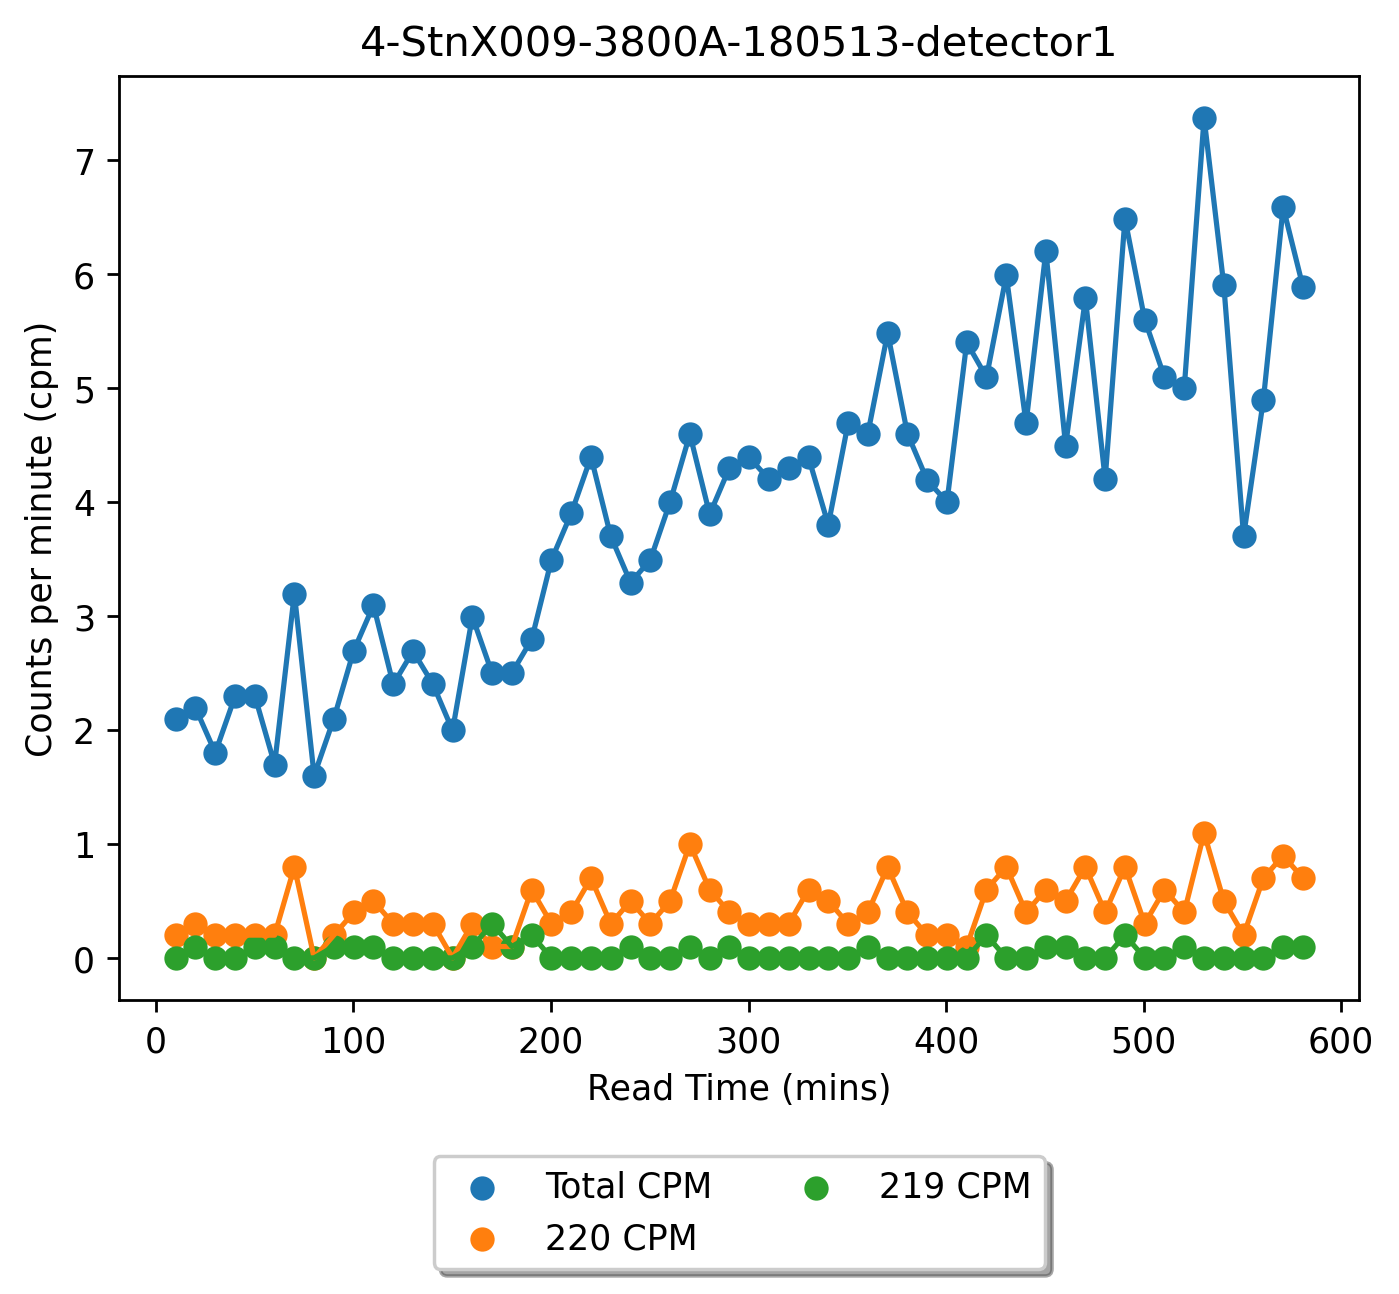 4-StnX009-3800A-180513-detector1
7
6
5
4
3
2
1
0
Counts per minute (cpm)
0 100 200 300 400 500 600
Read Time (mins)
Total CPM 219 CPM
220 CPM